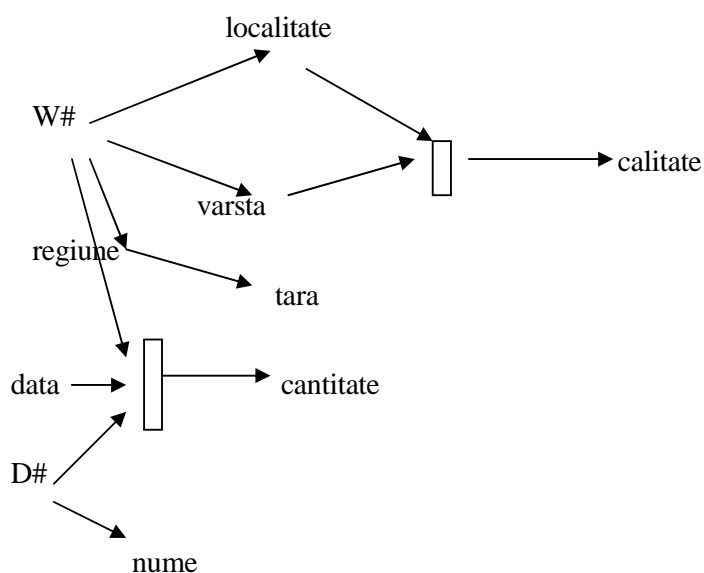 localitate
W#
calitate
varsta
regiune
tara
data
cantitate
D#
nume